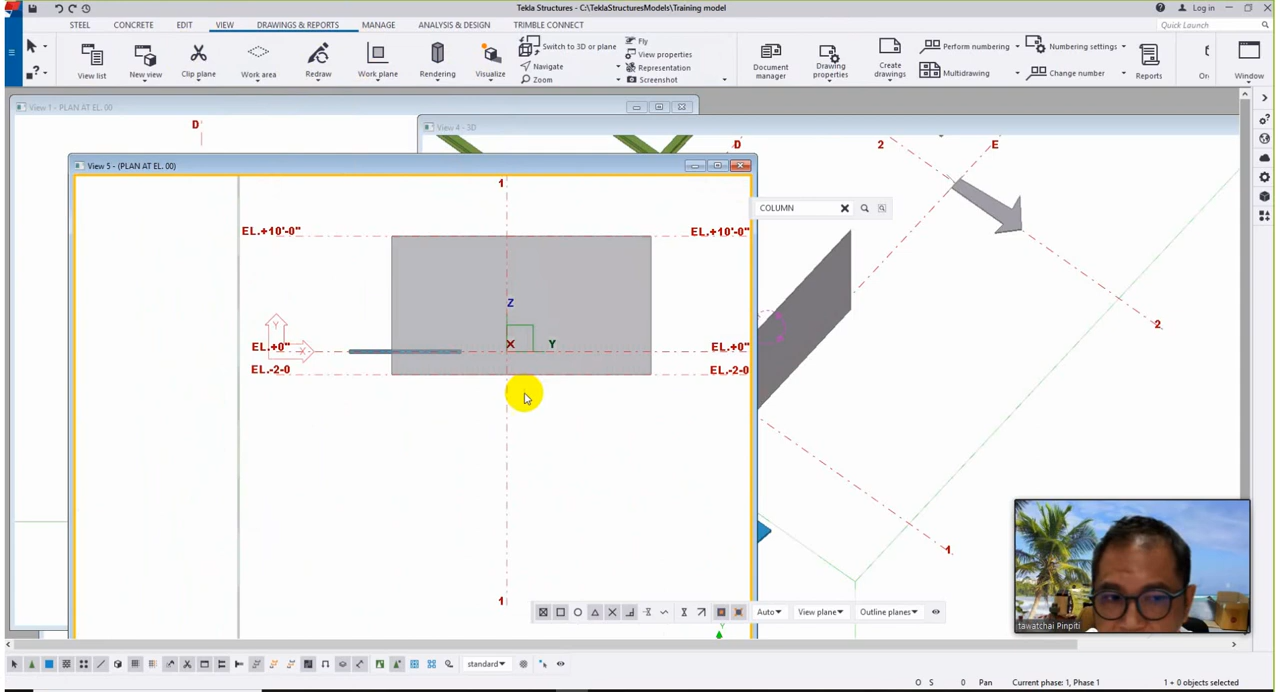 Tekla Structures - C:\TeklaStructuresModels\Training model
Log in
STEEL CONCRETE EDIT VIEW DRAWINGS & REPORTS MANAGE ANALYSIS & DESIGN TRIMBLE CONNECT
Quick Launch
View list
New view
Clip plane
Work area
Redraw
Work plane
Rendering
Visualize
Switch to 3D or plane
Navigate
Zoom
Fly
View properties
Representation
Screenshot
Document manager
Drawing properties
Create drawings
Perform numbering
Multidrawing
Numbering settings
Change number
Reports
Window
View 1 - PLAN AT EL. 00
View 4 - 3D
D
D
2
E
View 5 - (PLAN AT EL. 00)
1
COLUMN
EL.+10'-0"
EL.+10'-0"
Z
Y
X
EL.+0"
X
Y
EL.+0"
EL.-2-0
EL.-2-0
2
1
1
Auto
View plane
Outline planes
Y
tawatchai Pinpiti
standard
O S 0 Pan Current phase: 1, Phase 1 1 + 0 objects selected